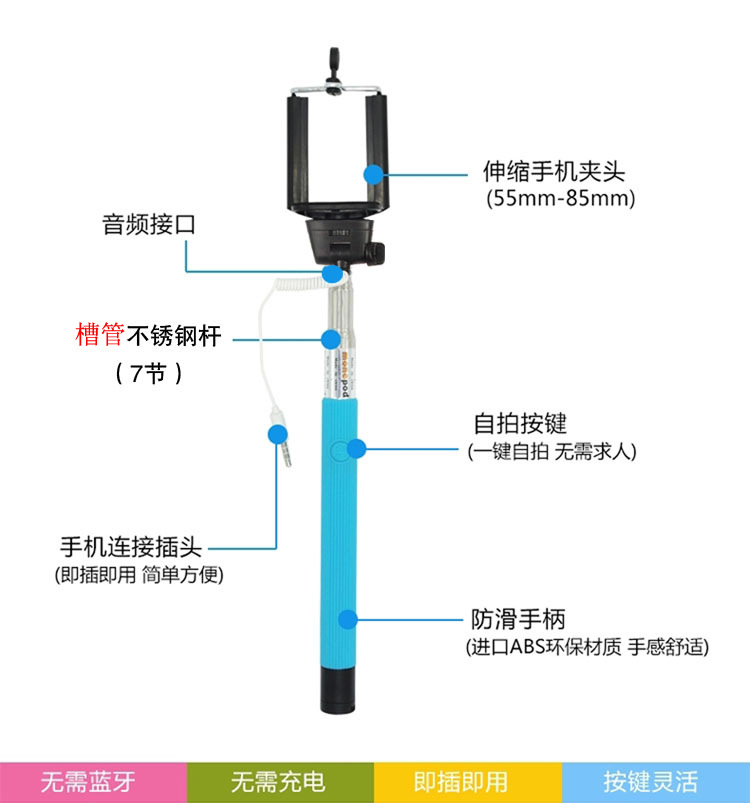 伸缩手机夹头
(55mm-85mm)
音频接口
槽管不锈钢杆
(7节)
monopod
自拍按键
(一键自拍 无需求人)
手机连接插头
(即插即用 简单方便)
防滑手柄
(进口ABS环保材质 手感舒适)
无需蓝牙 无需充电 即插即用 按键灵活